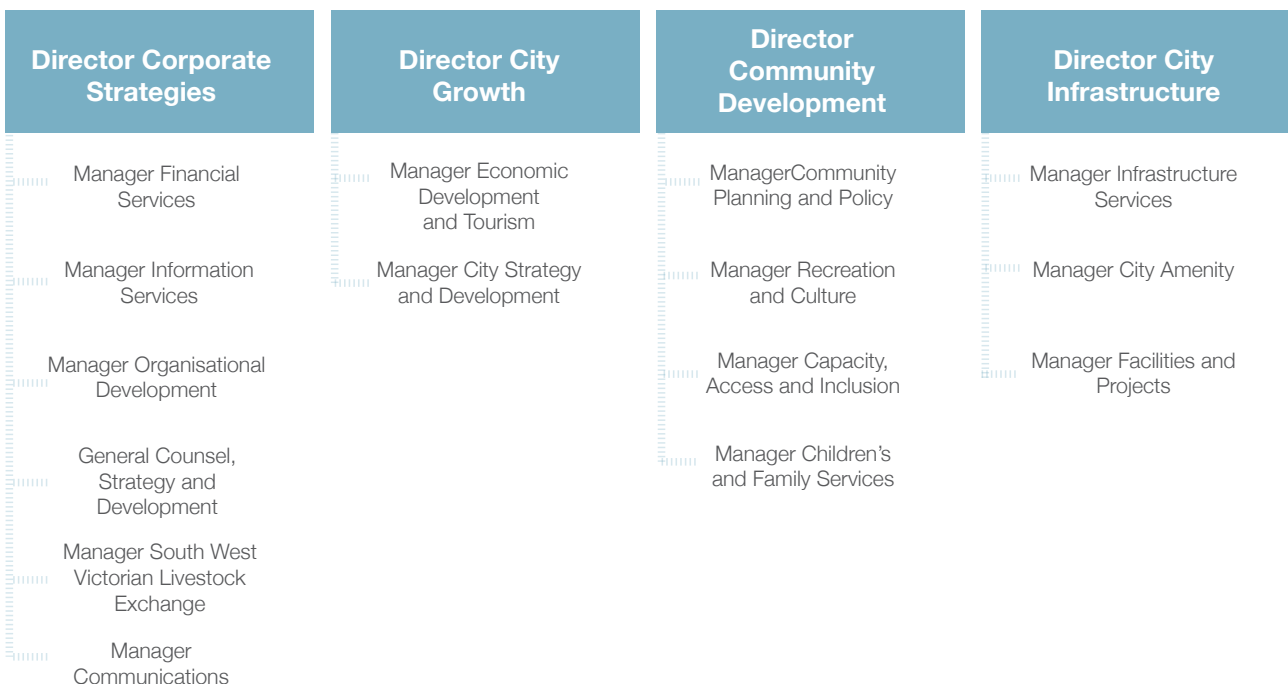 Director Corporate
Strategies
Manager Financial
Services
Manager Information
Services
Manager Organisational
Development
General Counsel,
Strategy and
Development
Manager South West
Victorian Livestock
Exchange
Manager
Communications
Director City
Growth
Manager Economic
Development
and Tourism
Manager City Strategy
and Development
Director
Community
Development
ManagerCommunity
Planning and Policy
Manager Recreation
and Culture
Manager Capacity,
Access and Inclusion
Manager Children’s
and Family Services
Director City
Infrastructure
Manager Infrastructure
Services
Manager City Amenity
Manager Facilities and
Projects